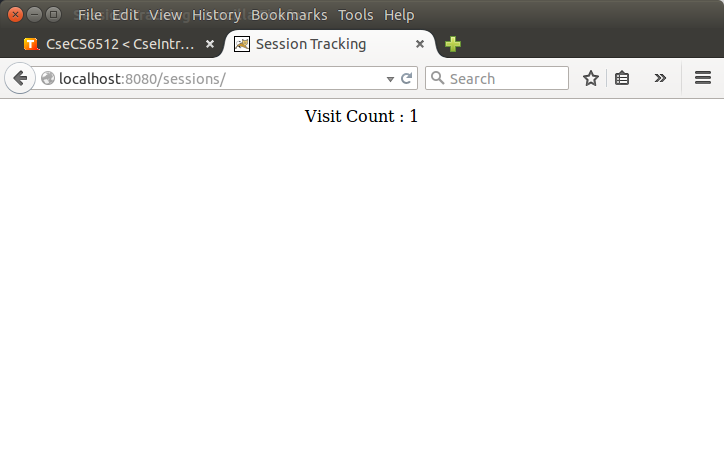 File Edit View History Bookmarks Tools Help
CseCS6512 < CseIntr...
Session Tracking
localhost:8080/sessions/
Search
Visit Count : 1